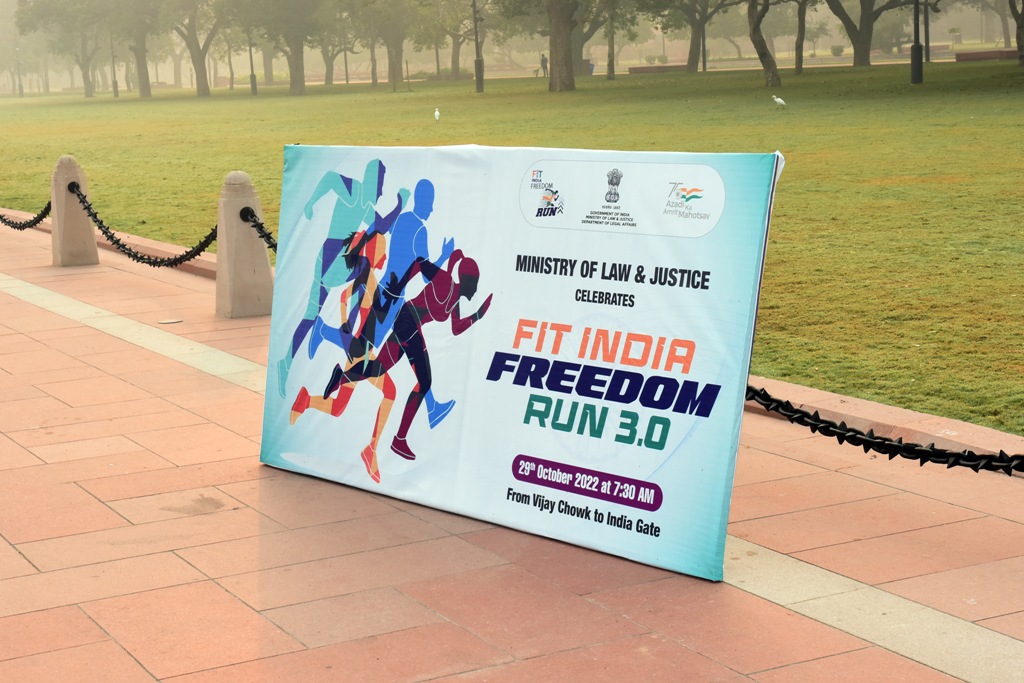 FIT
INDIA
FREEDOM
RUN
GOVERNMENT OF INDIA
MINISTRY OF LAW & JUSTICE
DEPARTMENT OF LEGAL AFFAIRS
75
Azadi Ka
Amrit Mahotsav
MINISTRY OF LAW & JUSTICE
CELEBRATES
FIT INDIA
FREEDOM
RUN 3.0
29th October 2022 at 7:30 AM
From Vijay Chowk to India Gate